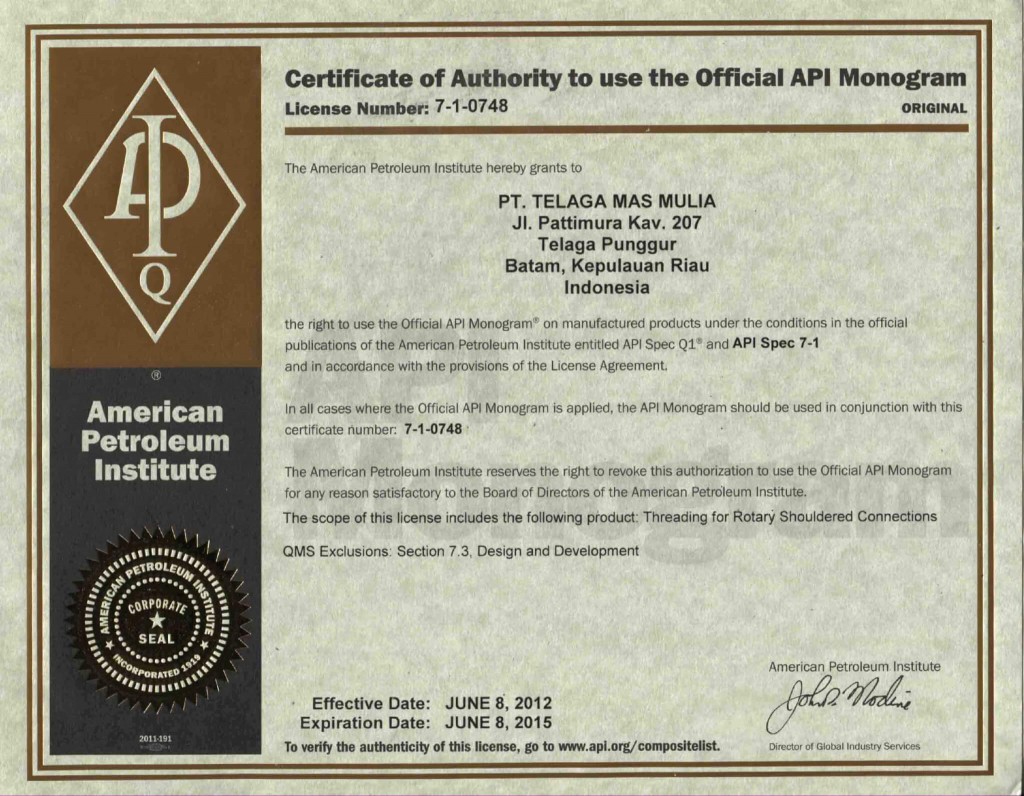 API
Q
®
American
Petroleum
Institute
AMERICAN PETROLEUM INSTITUTE
CORPORATE
SEAL
INCORPORATED 1919
2011-191
Certificate of Authority to use the Official API Monogram
License Number: 7-1-0748
ORIGINAL
The American Petroleum Institute hereby grants to
PT. TELAGA MAS MULIA
Jl. Pattimura Kav. 207
Telaga Punggur
Batam, Kepulauan Riau
Indonesia
the right to use the Official API Monogram® on manufactured products under the conditions in the official
publications of the American Petroleum Institute entitled API Spec Q1® and API Spec 7-1
and in accordance with the provisions of the License Agreement.
In all cases where the Official API Monogram is applied, the API Monogram should be used in conjunction with this
certificate number: 7-1-0748
The American Petroleum Institute reserves the right to revoke this authorization to use the Official API Monogram
for any reason satisfactory to the Board of Directors of the American Petroleum Institute.
The scope of this license includes the following product: Threading for Rotary Shouldered Connections
QMS Exclusions: Section 7.3, Design and Development
API
Monogram
American Petroleum Institute
John D. Modine
Director of Global Industry Services
Effective Date: JUNE 8, 2012
Expiration Date: JUNE 8, 2015
To verify the authenticity of this license, go to www.api.org/compositelist.